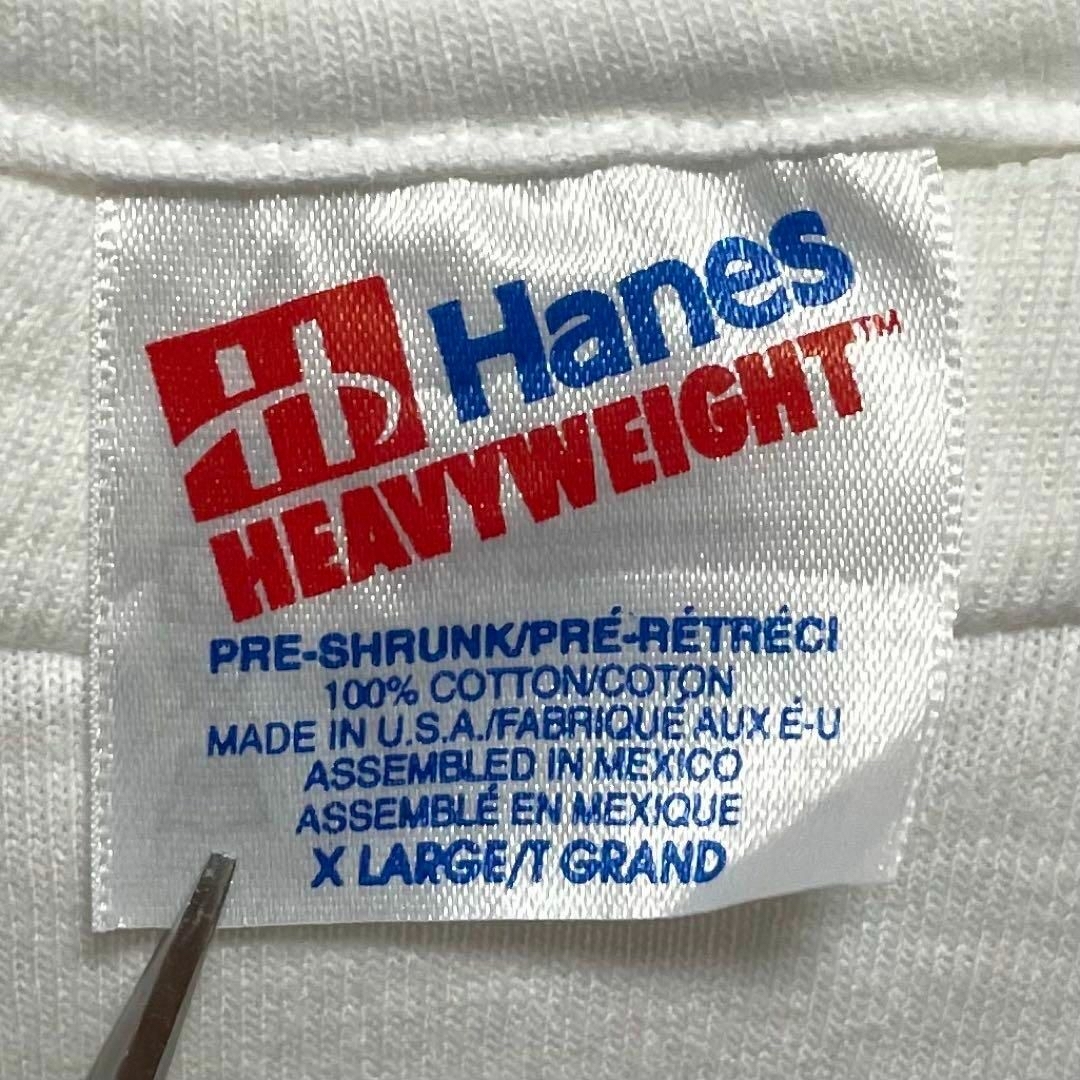 Hanes
HEAVYWEIGHT™
PRE-SHRUNK/PRÉ-RÉTRÉCI
100% COTTON/COTON
MADE IN U.S.A./FABRIQUÉ AUX É-U
ASSEMBLED IN MEXICO
ASSEMBLÉ EN MEXIQUE
X LARGE/T GRAND